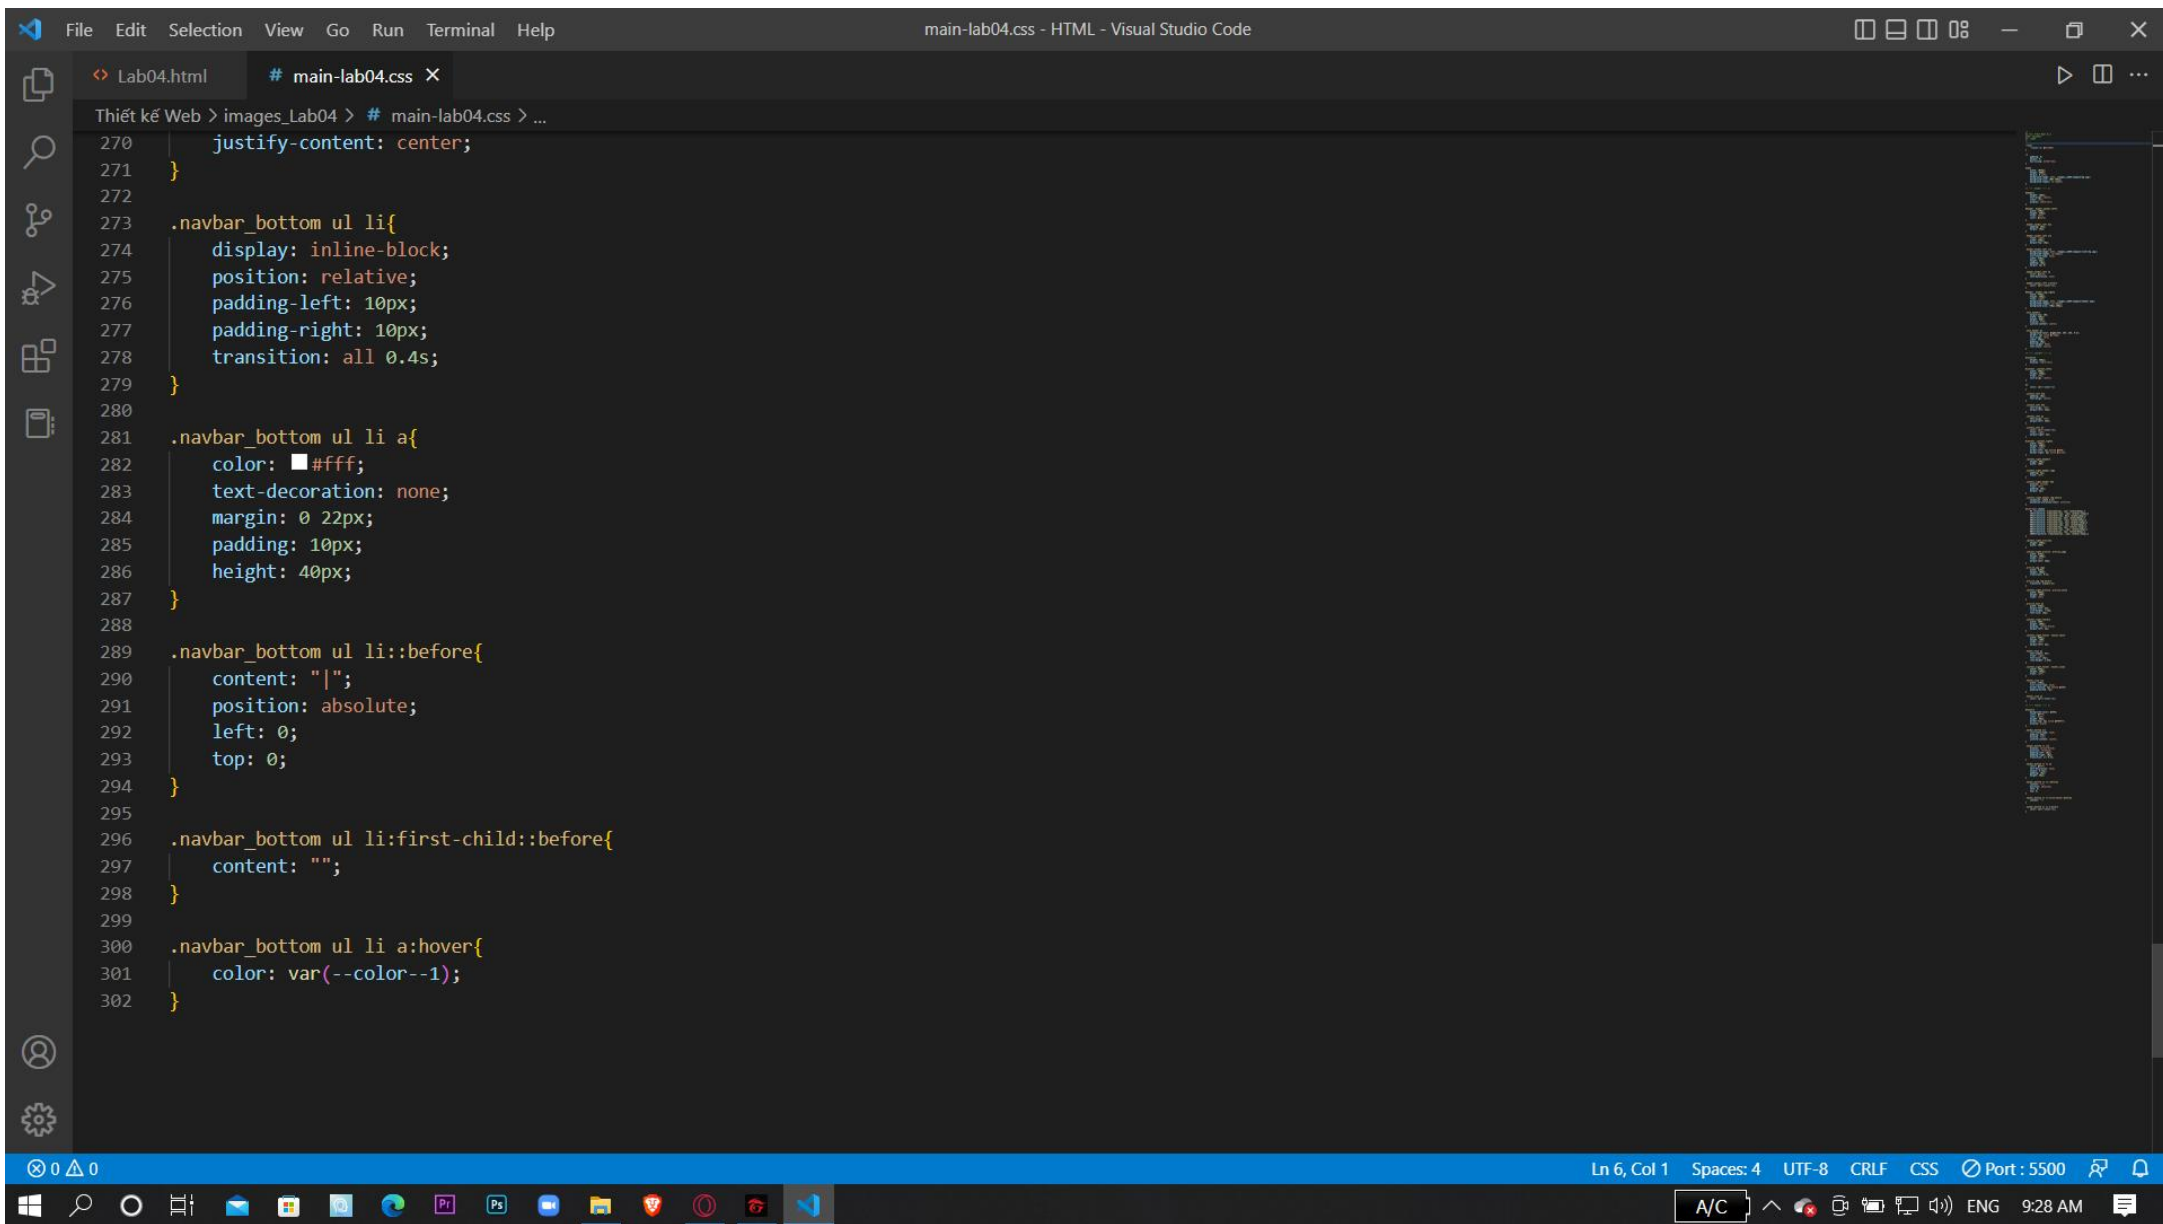 File Edit Selection View Go Run Terminal Help
main-lab04.css - HTML - Visual Studio Code
Lab04.html
# main-lab04.css
Thiết kế Web > images_Lab04 > # main-lab04.css > ...
270 justify-content: center;
271 }
272
273 .navbar_bottom ul li{
274 display: inline-block;
275 position: relative;
276 padding-left: 10px;
277 padding-right: 10px;
278 transition: all 0.4s;
279 }
280
281 .navbar_bottom ul li a{
282 color: #fff;
283 text-decoration: none;
284 margin: 0 22px;
285 padding: 10px;
286 height: 40px;
287 }
288
289 .navbar_bottom ul li::before{
290 content: "|";
291 position: absolute;
292 left: 0;
293 top: 0;
294 }
295
296 .navbar_bottom ul li:first-child::before{
297 content: "";
298 }
299
300 .navbar_bottom ul li a:hover{
301 color: var(--color--1);
302 }
0 0
Ln 6, Col 1 Spaces: 4 UTF-8 CRLF CSS Port : 5500
Pr Ps
A/C ENG 9:28 AM